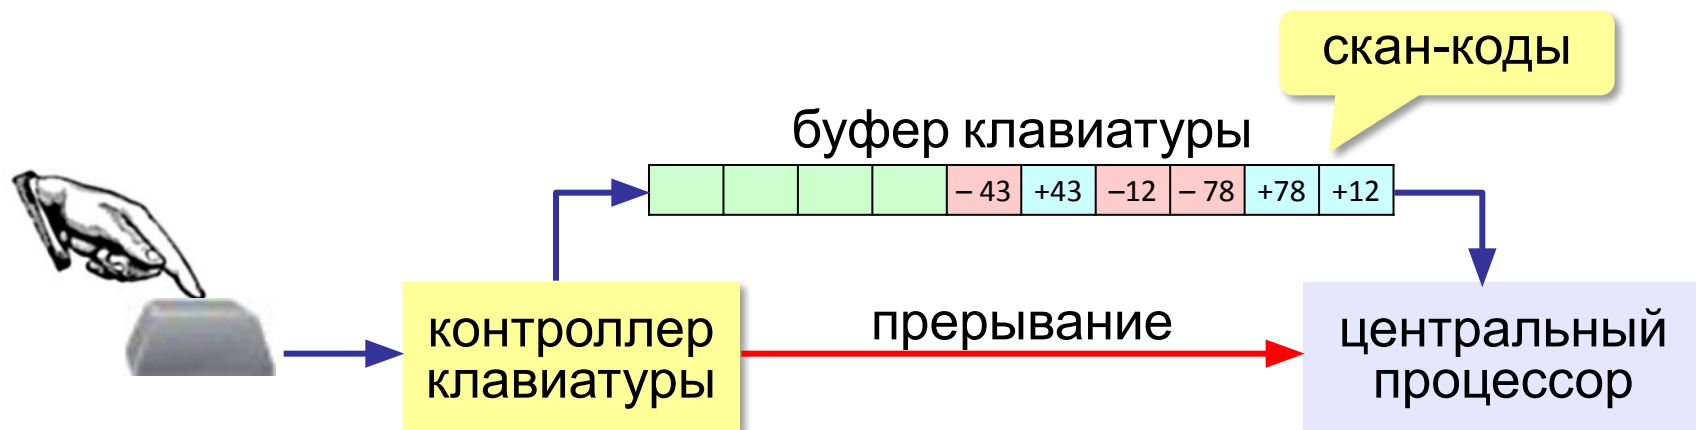 скан-коды
буфер клавиатуры
– 43 +43 –12 – 78 +78 +12
контроллер
клавиатуры
прерывание
центральный
процессор